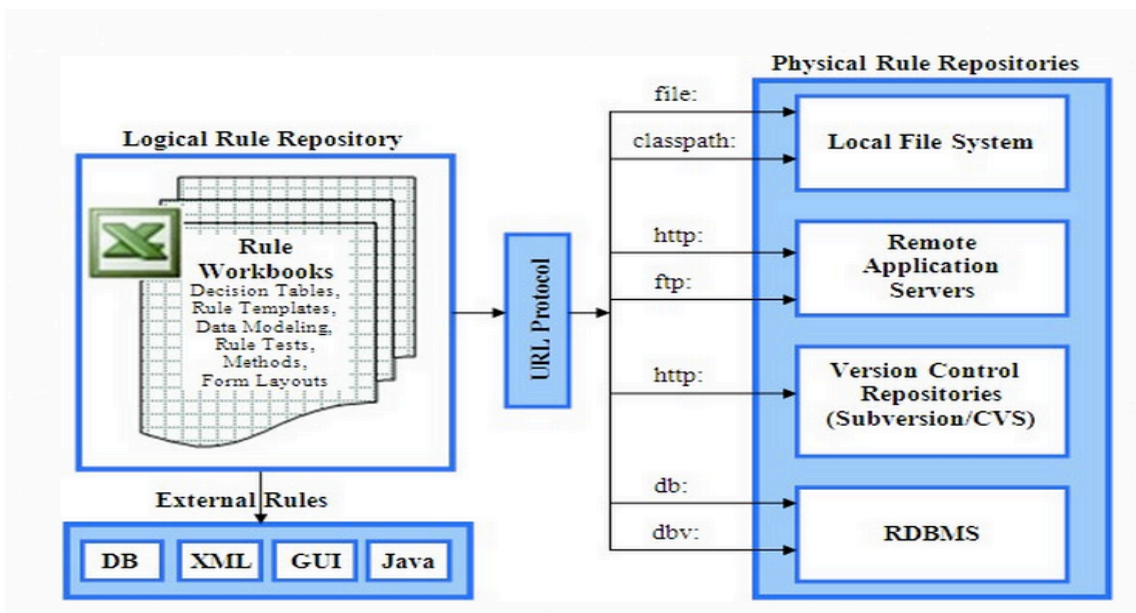 Physical Rule Repositories
file:
classpath:
Local File System
Logical Rule Repository
Rule
Workbooks
Decision Tables,
Rule Templates,
Data Modeling,
Rule Tests,
Methods,
Form Layouts
URL Protocol
http:
ftp:
Remote
Application
Servers
http:
Version Control
Repositories
(Subversion/CVS)
db:
dbv:
RDBMS
External Rules
DB
XML
GUI
Java